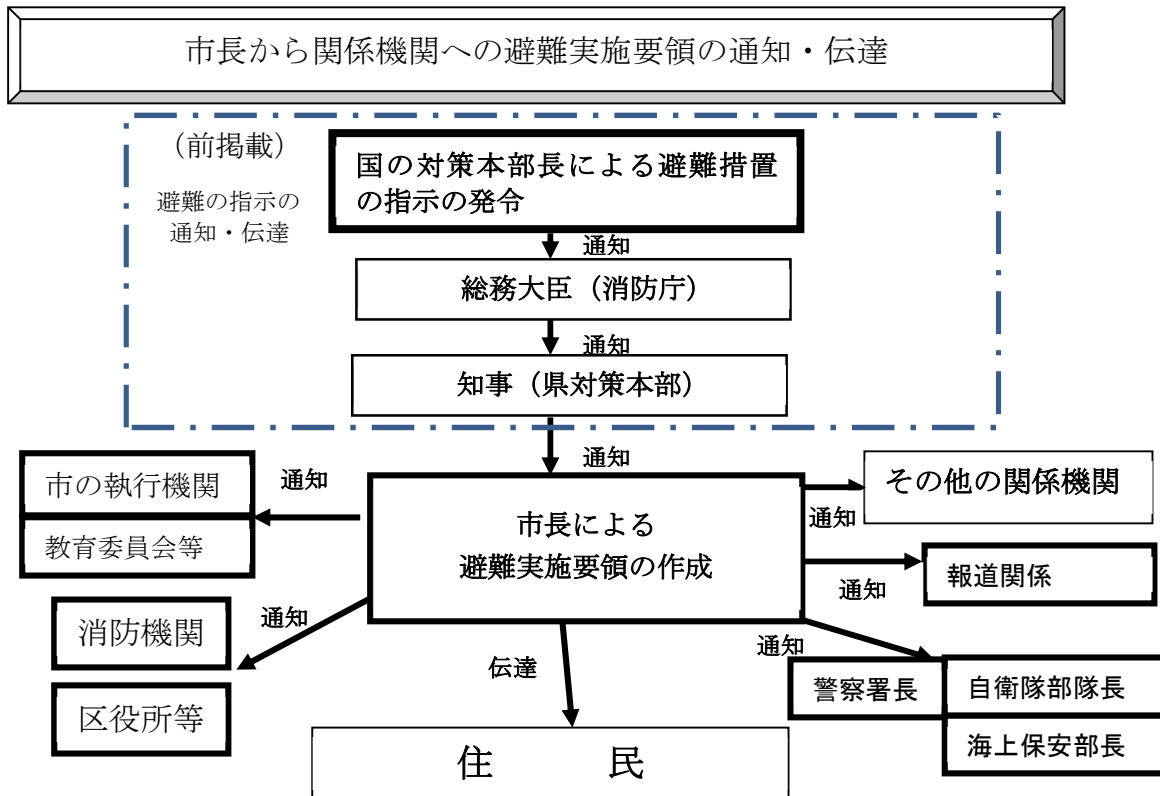 市長から関係機関への避難実施要領の通知・伝達
(前掲載)
避難の指示の
通知・伝達
国の対策本部長による避難措置
の指示の発令
通知
総務大臣(消防庁)
通知
知事(県対策本部)
通知
市の執行機関
教育委員会等
通知
市長による
避難実施要領の作成
その他の関係機関
通知
報道関係
通知
消防機関
区役所等
通知
伝達
通知
警察署長
自衛隊部隊長
海上保安部長
住 民